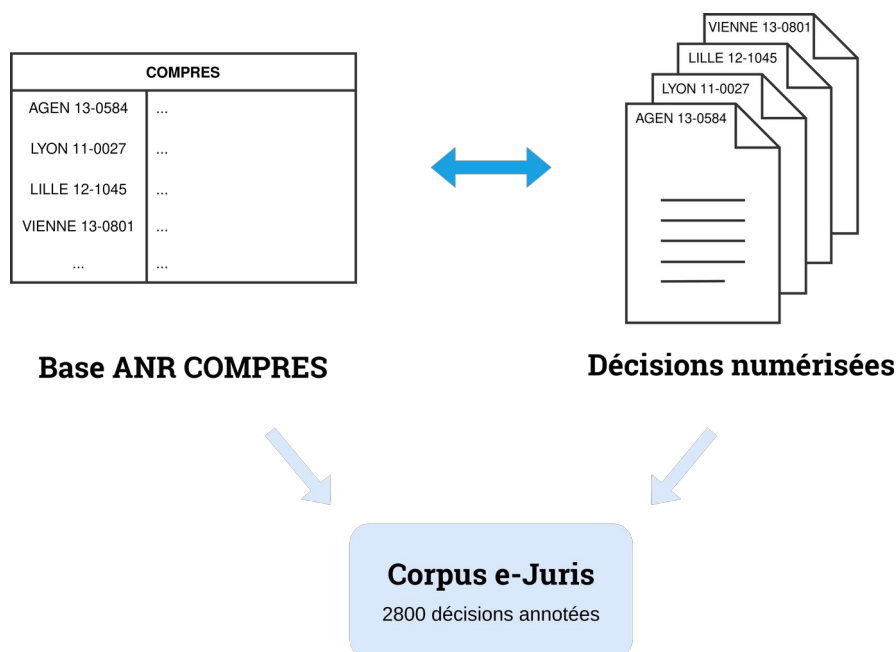 COMPRES
AGEN 13-0584 ...
LYON 11-0027 ...
LILLE 12-1045 ...
VIENNE 13-0801 ...
... ...
VIENNE 13-0801
LILLE 12-1045
LYON 11-0027
AGEN 13-0584
Base ANR COMPRES
Décisions numérisées
Corpus e-Juris
2800 décisions annotées